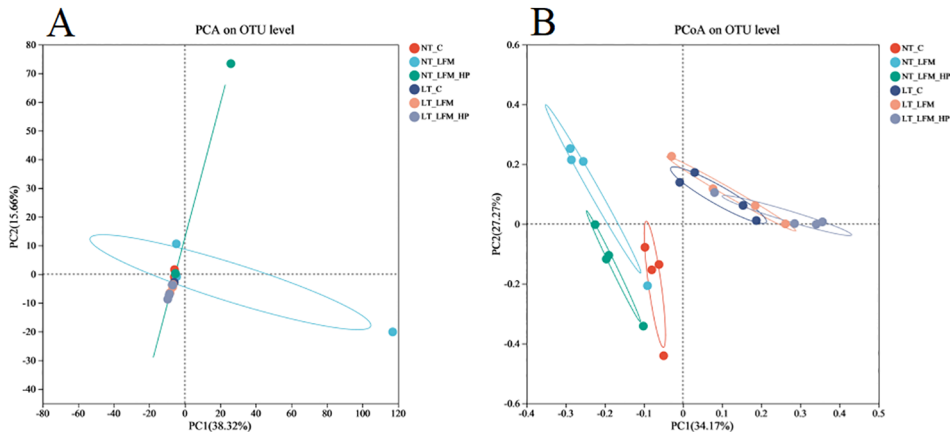 A
PCA on OTU level
80
70
60
50
40
30
20
10
0
-10
-20
-30
-40
PC2(15.66%)
-80
-60
-40
-20
0
20
40
60
80
100
120
PC1(38.32%)
NT_C
NT_LFM
NT_LFM_HP
LT_C
LT_LFM
LT_LFM_HP
B
PCoA on OTU level
0.6
0.4
0.2
0
-0.2
-0.4
-0.6
PC2(27.27%)
-0.4
-0.3
-0.2
-0.1
0
0.1
0.2
0.3
0.4
0.5
PC1(34.17%)
NT_C
NT_LFM
NT_LFM_HP
LT_C
LT_LFM
LT_LFM_HP